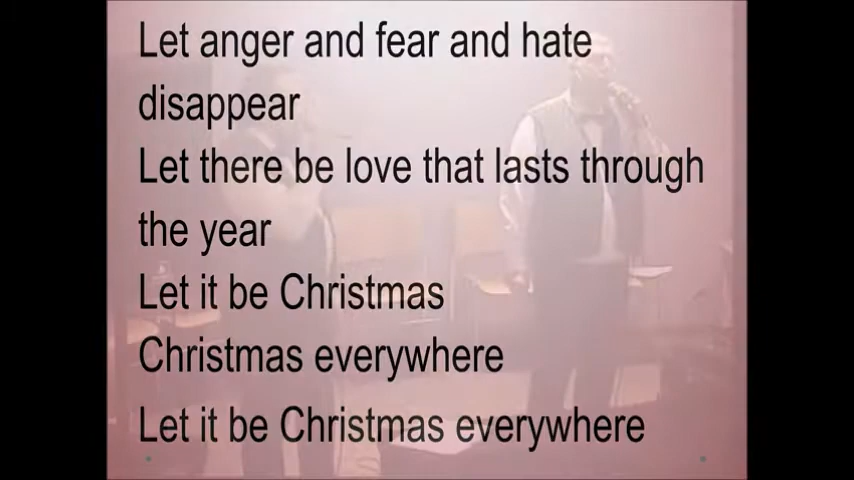 Let anger and fear and hate
disappear
Let there be love that lasts through
the year
Let it be Christmas
Christmas everywhere
Let it be Christmas everywhere